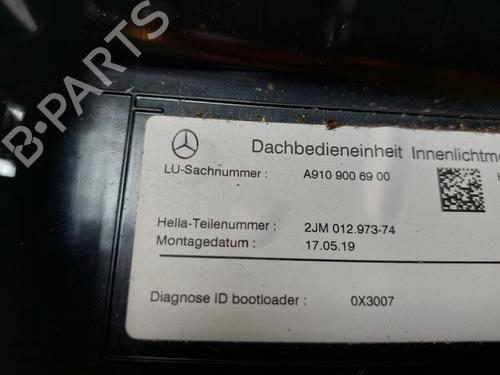 Dachbedieneinheit Innenlichtm
LU-Sachnummer : A910 900 69 00
Hella-Teilenummer : 2JM 012.973-74
Montagedatum : 17.05.19
Diagnose ID bootloader : 0X3007
B-PARTS